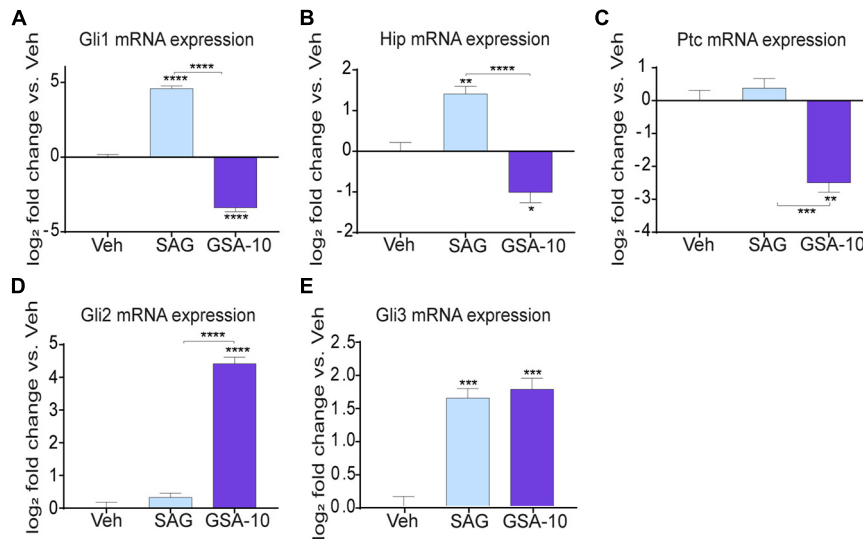 A
Gli1 mRNA expression
log₂ fold change vs. Veh
5
0
-5
****
****
****
Veh SAG GSA-10
B
Hip mRNA expression
log₂ fold change vs. Veh
2
1
0
-1
-2
**
****
*
Veh SAG GSA-10
C
Ptc mRNA expression
log₂ fold change vs. Veh
1
0
-1
-2
-3
-4
***
**
Veh SAG GSA-10
D
Gli2 mRNA expression
log₂ fold change vs. Veh
5
4
3
2
1
0
****
****
Veh SAG GSA-10
E
Gli3 mRNA expression
log₂ fold change vs. Veh
2.5
2.0
1.5
1.0
0.5
0.0
***
***
Veh SAG GSA-10